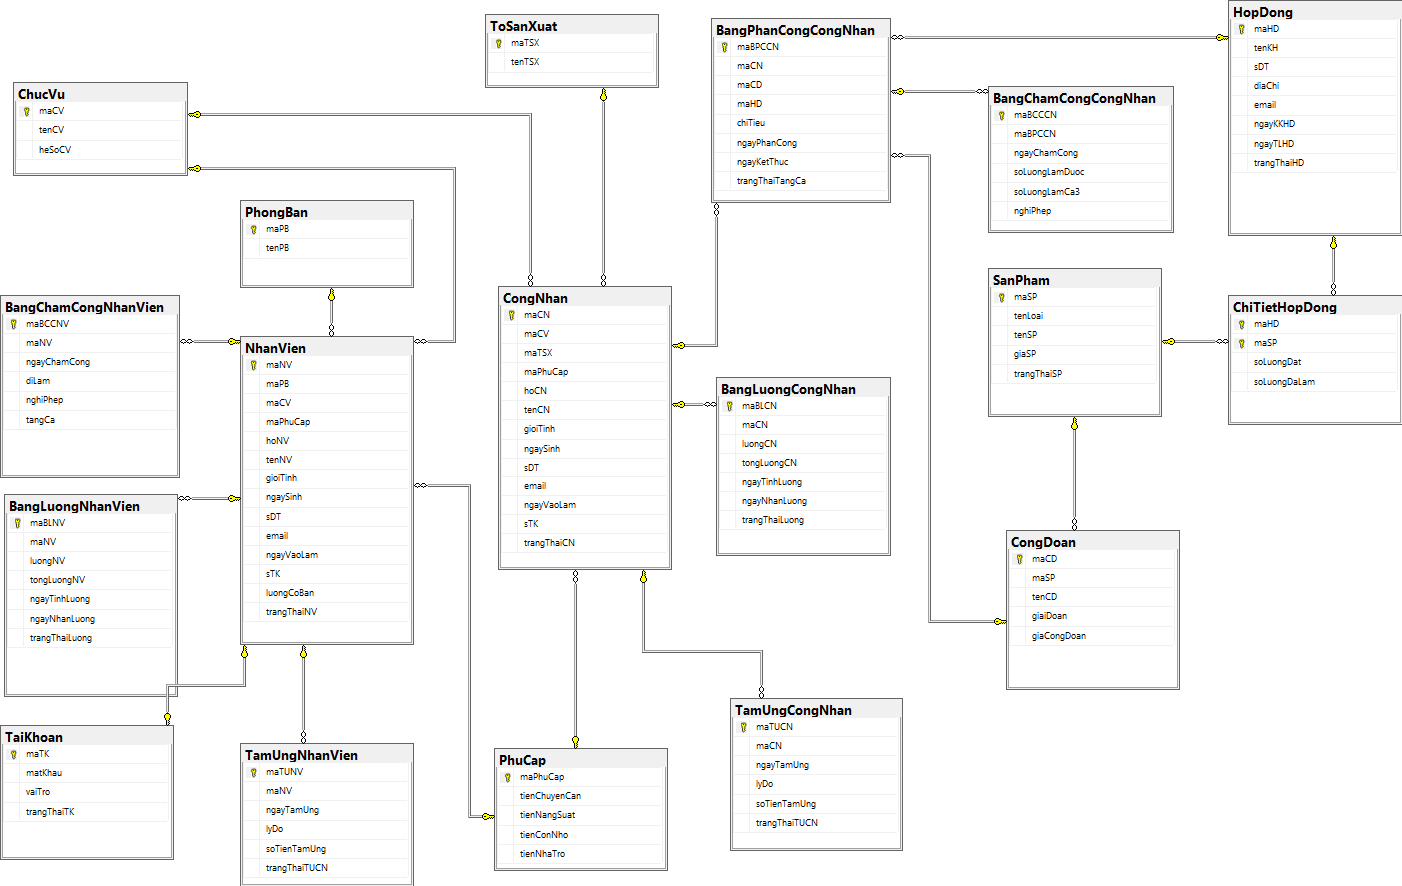 ToSanXuat
maTSX
tenTSX
BangPhanCongCongNhan
maBPCCN
maCN
maCD
maHD
chiTieu
ngayPhanCong
ngayKetThuc
trangThaiTangCa
HopDong
maHD
tenKH
sDT
diaChi
email
ngayKKHD
ngayTLHD
trangThaiHD
ChucVu
maCV
tenCV
heSoCV
BangChamCongCongNhan
maBCCCN
maBPCCN
ngayChamCong
soLuongLamDuoc
soLuongLamCa3
nghiPhep
PhongBan
maPB
tenPB
BangChamCongNhanVien
maBCCNV
maNV
ngayChamCong
diLam
nghiPhep
tangCa
NhanVien
maNV
maPB
maCV
maPhuCap
hoNV
tenNV
gioiTinh
ngaySinh
sDT
email
ngayVaoLam
sTK
luongCoBan
trangThaiNV
CongNhan
maCN
maCV
maTSX
maPhuCap
hoCN
tenCN
gioiTinh
ngaySinh
sDT
email
ngayVaoLam
sTK
trangThaiCN
SanPham
maSP
tenLoai
tenSP
giaSP
trangThaiSP
ChiTietHopDong
maHD
maSP
soLuongDat
soLuongDaLam
BangLuongCongNhan
maBLCN
maCN
luongCN
tongLuongCN
ngayTinhLuong
ngayNhanLuong
trangThaiLuong
BangLuongNhanVien
maBLNV
maNV
luongNV
tongLuongNV
ngayTinhLuong
ngayNhanLuong
trangThaiLuong
CongDoan
maCD
maSP
tenCD
giaiDoan
giaCongDoan
TaiKhoan
maTK
matKhau
vaiTro
trangThaiTK
TamUngNhanVien
maTUNV
maNV
ngayTamUng
lyDo
soTienTamUng
trangThaiTUCN
PhuCap
maPhuCap
tienChuyenCan
tienNangSuat
tienConNho
tienNhaTro
TamUngCongNhan
maTUCN
maCN
ngayTamUng
lyDo
soTienTamUng
trangThaiTUCN